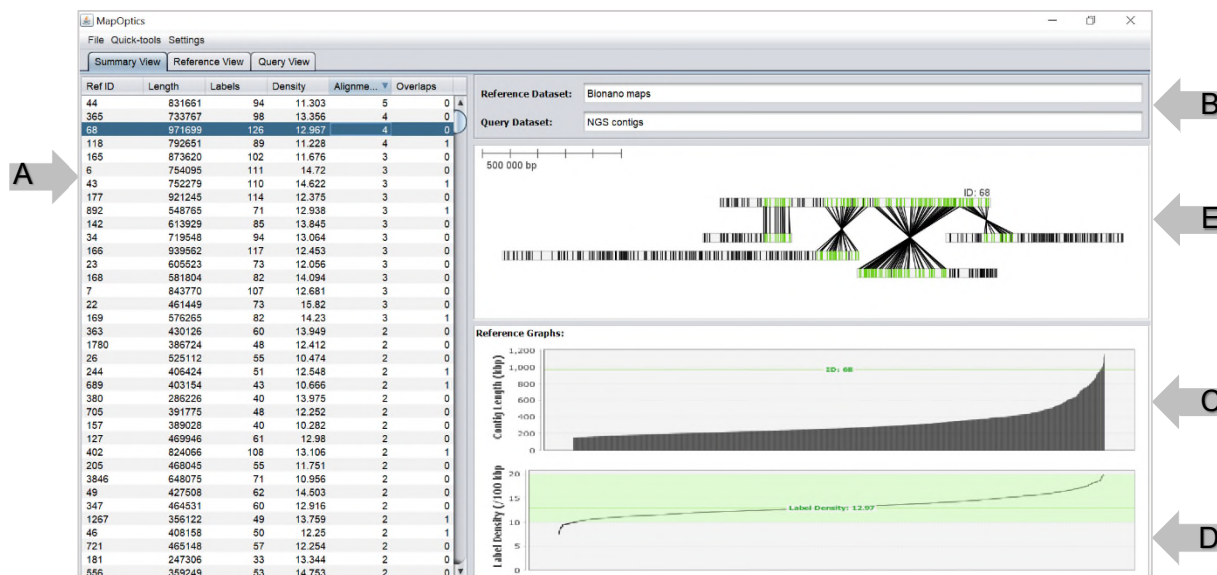 MapOptics
File Quick-tools Settings
Summary View Reference View Query View
Ref ID Length Labels Density Alignme... Overlaps
44 831661 94 11.303 5 0
365 733767 98 13.356 4 0
68 971699 126 12.967 4 0
118 792651 89 11.228 4 1
165 873620 102 11.676 3 0
6 754095 111 14.72 3 0
43 752279 110 14.622 3 1
177 921245 114 12.375 3 0
892 548765 71 12.938 3 1
142 613929 85 13.845 3 0
34 719548 94 13.064 3 0
166 939562 117 12.453 3 0
23 605523 73 12.056 3 0
168 581804 82 14.094 3 0
7 843770 107 12.681 3 0
22 461449 73 15.82 3 0
169 576265 82 14.23 3 1
363 430126 60 13.949 2 0
1780 386724 48 12.412 2 0
26 525112 55 10.474 2 0
244 406424 51 12.548 2 1
689 403154 43 10.666 2 1
380 286226 40 13.975 2 0
705 391775 48 12.252 2 0
157 389028 40 10.282 2 0
127 469946 61 12.98 2 0
402 824066 108 13.106 2 1
205 468045 55 11.751 2 0
3846 648075 71 10.956 2 0
49 427508 62 14.503 2 0
347 464531 60 12.916 2 0
1267 356122 49 13.759 2 1
46 408158 50 12.25 2 1
721 465148 57 12.254 2 0
181 247306 33 13.344 2 0
556 359249 53 14.753 2 0
Reference Dataset: Bionano maps
Query Dataset: NGS contigs
500 000 bp
ID: 68
Reference Graphs:
Contig Length (kbp)
1,200
1,000
800
600
400
200
0
ID: 68
Label Density (/100 kbp
20
15
10
5
0
Label Density: 12.97
A
B
E
C
D